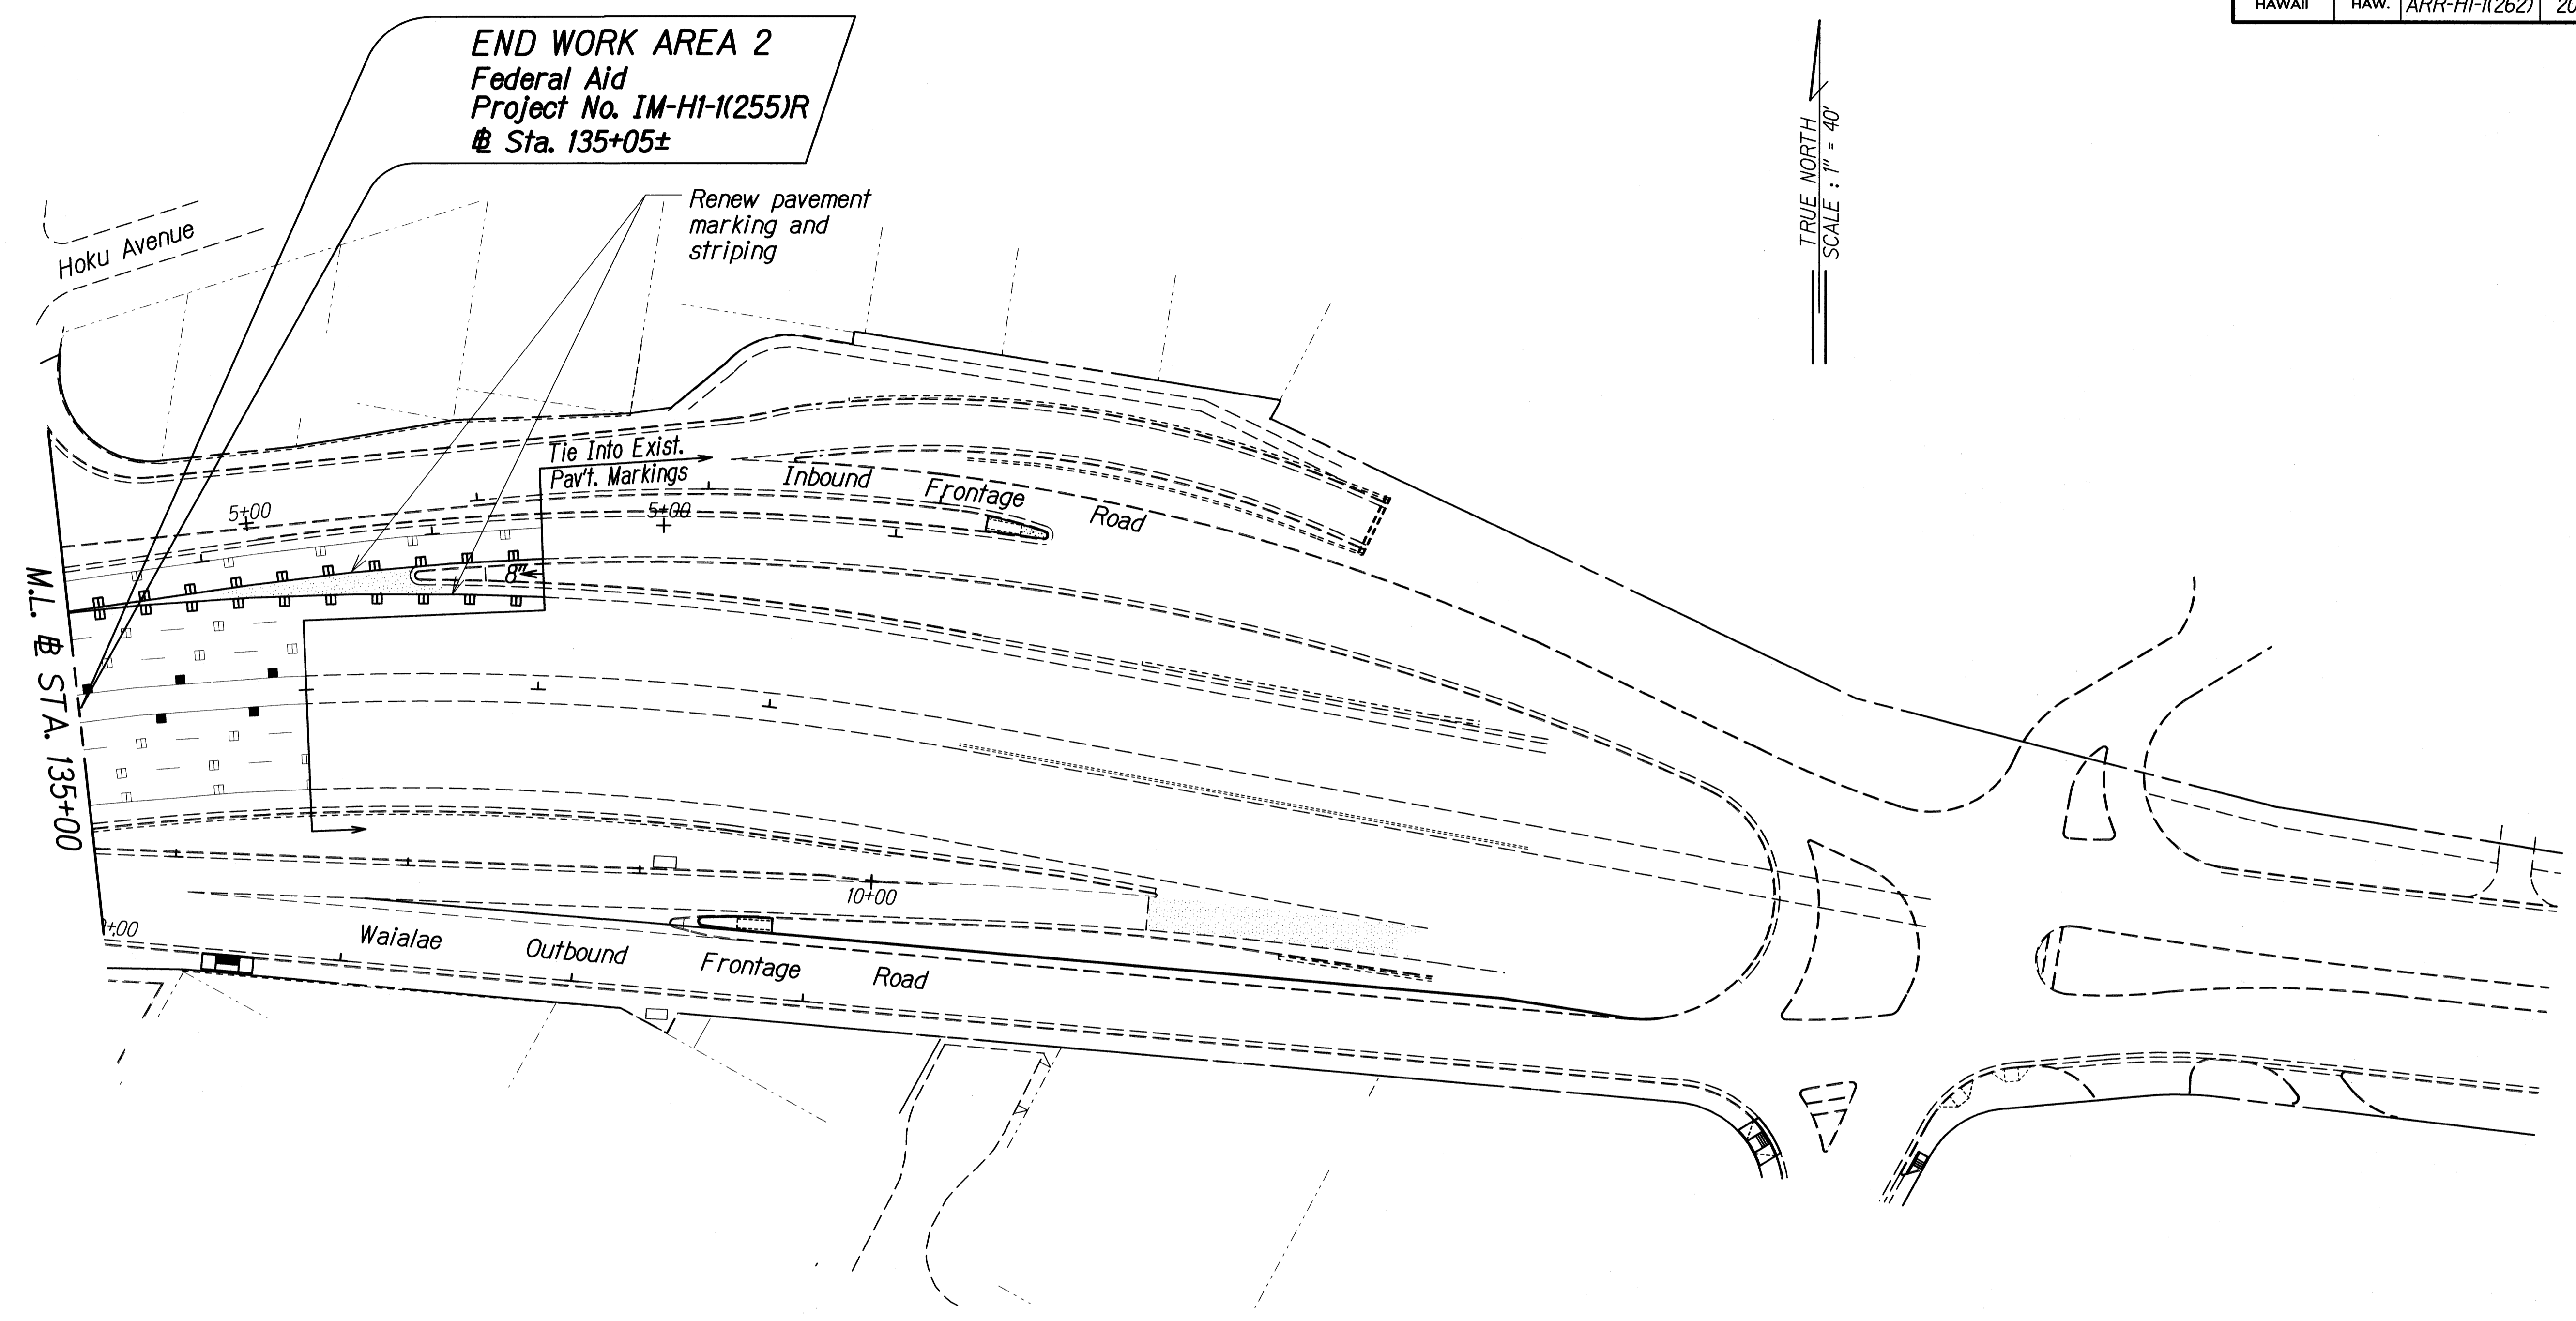 HAWAII HAW. ARR-H1-1(262) 20
END WORK AREA 2
Federal Aid
Project No. IM-H1-1(255)R
℄ Sta. 135+05±
Renew pavement
marking and
striping
TRUE NORTH
SCALE : 1" = 40'
Hoku Avenue
Tie Into Exist.
Pav't. Markings
Inbound Frontage Road
5+00
5+00
8"
M.L. ℄ STA. 135+00
10+00
+00
Waialae Outbound Frontage Road